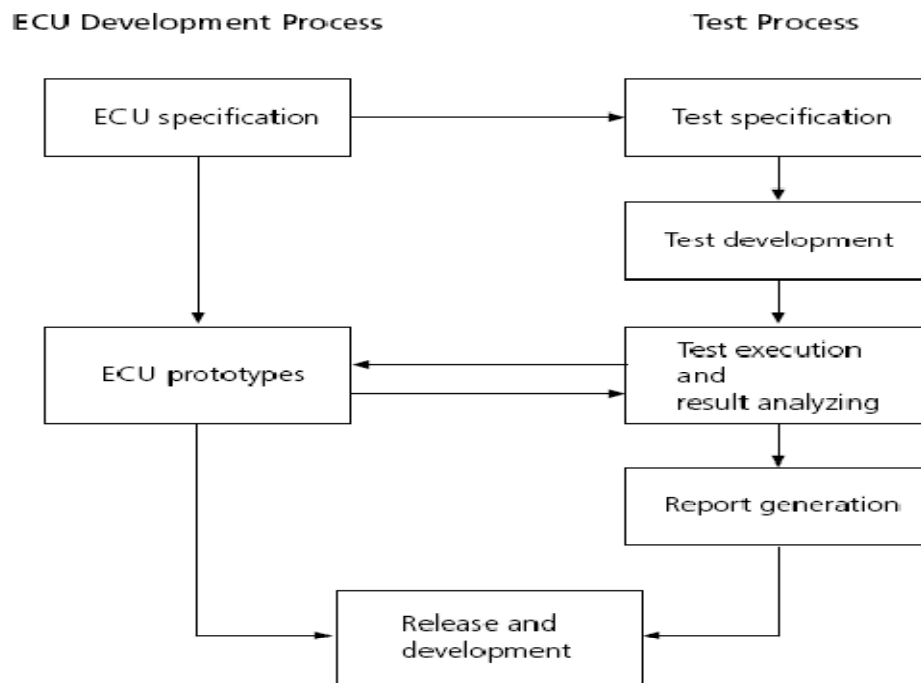 ECU Development Process
Test Process
ECU specification
Test specification
Test development
ECU prototypes
Test execution
and
result analyzing
Report generation
Release and
development